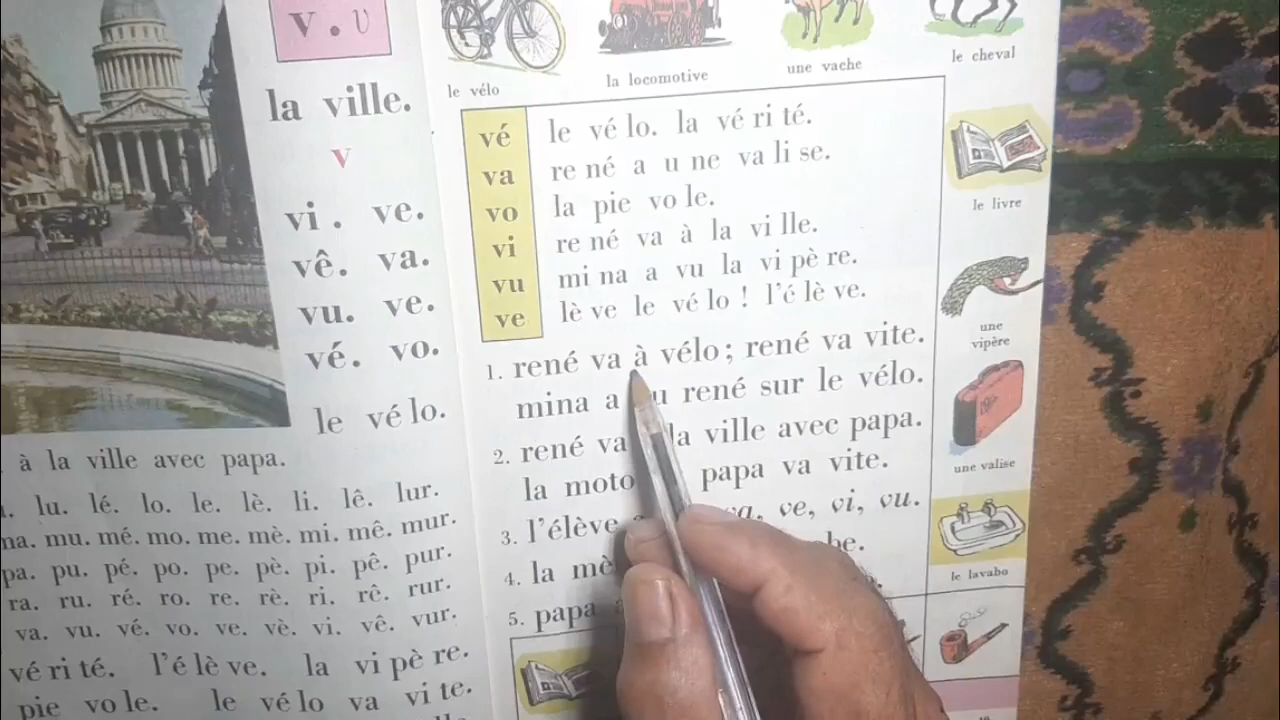 v . v
la ville.
v
vi . ve.
vê. va.
vu. ve.
vé. vo.
le vé lo.
à la ville avec papa.
lu. lé. lo. le. lè. li. lê. lur.
ma. mu. mé. mo. me. mè. mi. mê. mur.
pa. pu. pé. po. pe. pè. pi. pê. pur.
ra. ru. ré. ro. re. rè. ri. rê. rur.
va. vu. vé. vo. ve. vè. vi. vê. vur.
vé ri té. l'é lè ve. la vi pè re.
pie vo le. le vé lo va vi te.
le vélo
la locomotive
une vache
le cheval
vé
va
vo
vi
vu
ve
le vé lo. la vé ri té.
re né a u ne va li se.
la pie vo le.
re né va à la vi lle.
mi na a vu la vi pè re.
lè ve le vé lo ! l'é lè ve.
1. rené va à vélo ; rené va vite.
mina a rené sur le vélo.
2. rené va la ville avec papa.
la moto papa va vite.
3. l'élève va, ve, vi, vu.
4. la
5. papa
le livre
une
vipère
une valise
le lavabo